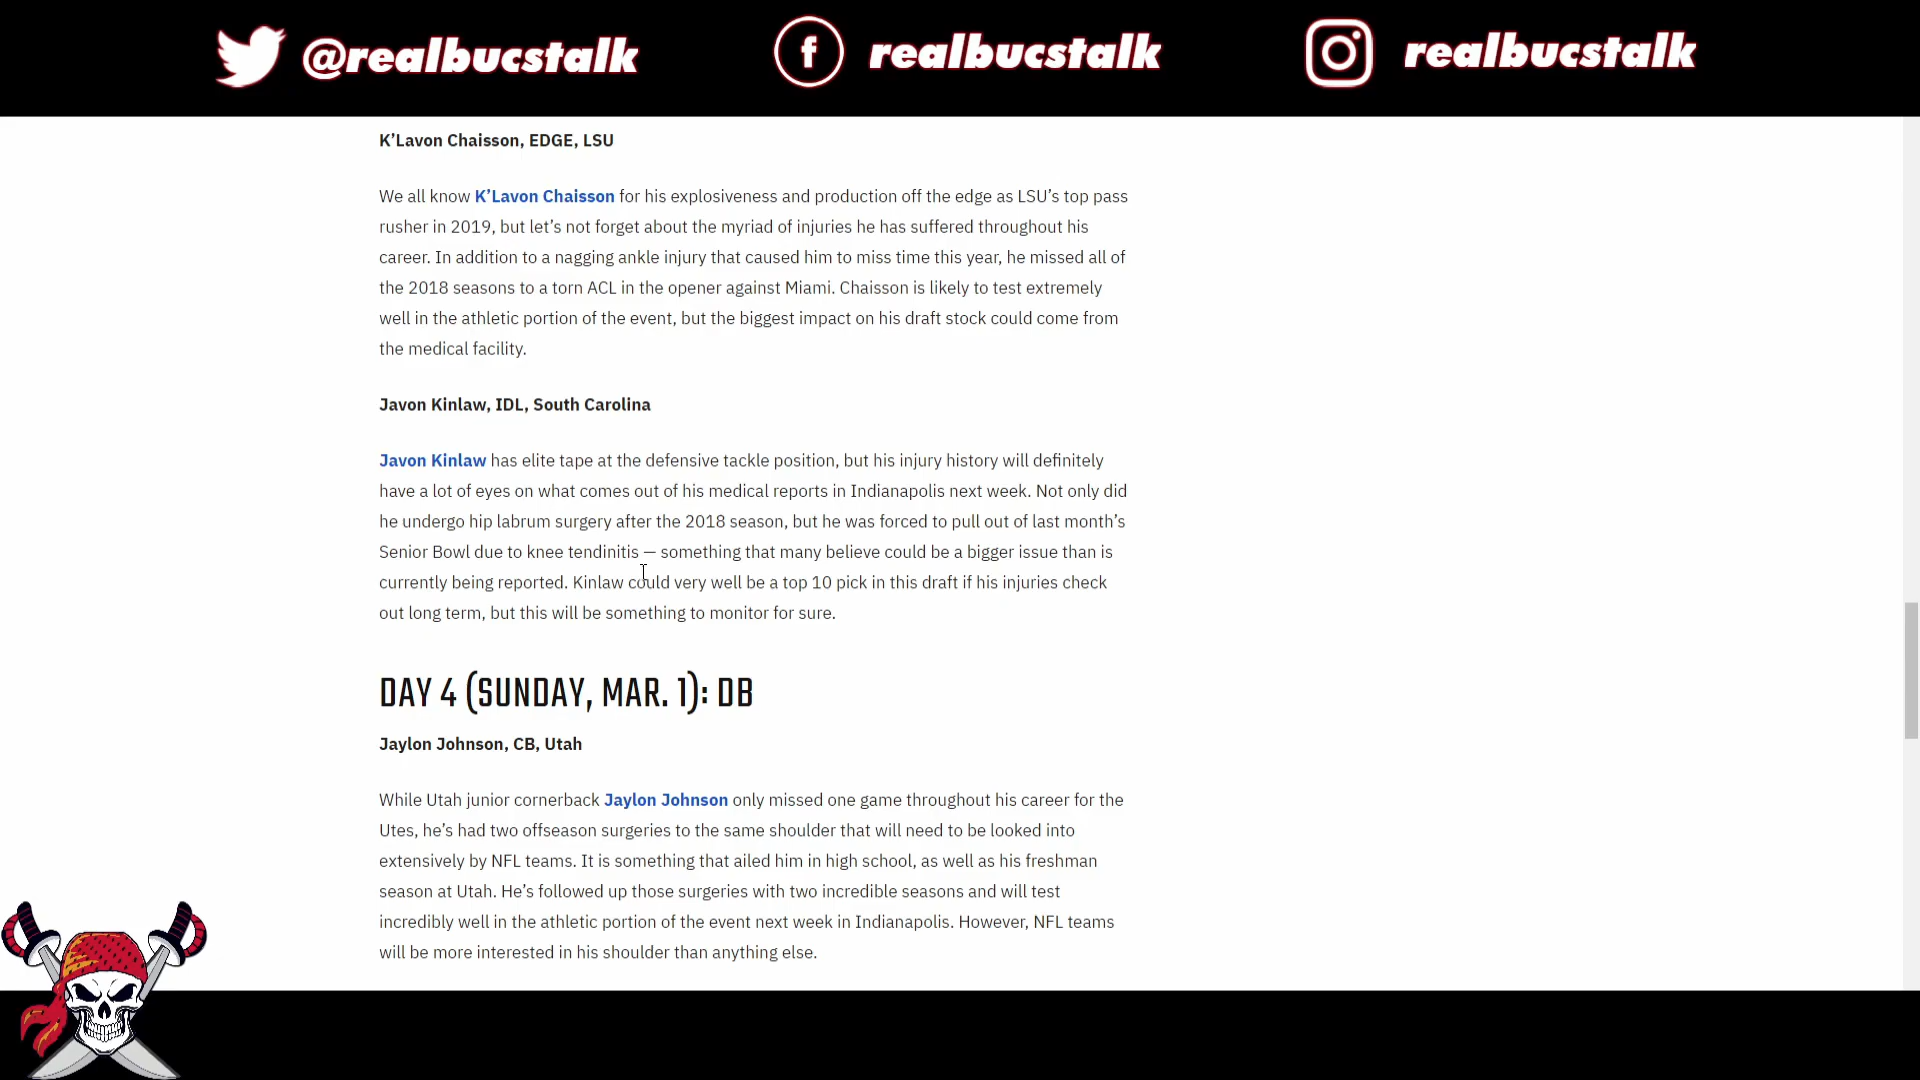 @realbucstalk
realbucstalk
realbucstalk
K’Lavon Chaisson, EDGE, LSU
We all know K’Lavon Chaisson for his explosiveness and production off the edge as LSU’s top pass
rusher in 2019, but let’s not forget about the myriad of injuries he has suffered throughout his
career. In addition to a nagging ankle injury that caused him to miss time this year, he missed all of
the 2018 seasons to a torn ACL in the opener against Miami. Chaisson is likely to test extremely
well in the athletic portion of the event, but the biggest impact on his draft stock could come from
the medical facility.
Javon Kinlaw, IDL, South Carolina
Javon Kinlaw has elite tape at the defensive tackle position, but his injury history will definitely
have a lot of eyes on what comes out of his medical reports in Indianapolis next week. Not only did
he undergo hip labrum surgery after the 2018 season, but he was forced to pull out of last month’s
Senior Bowl due to knee tendinitis — something that many believe could be a bigger issue than is
currently being reported. Kinlaw could very well be a top 10 pick in this draft if his injuries check
out long term, but this will be something to monitor for sure.
DAY 4 (SUNDAY, MAR. 1): DB
Jaylon Johnson, CB, Utah
While Utah junior cornerback Jaylon Johnson only missed one game throughout his career for the
Utes, he’s had two offseason surgeries to the same shoulder that will need to be looked into
extensively by NFL teams. It is something that ailed him in high school, as well as his freshman
season at Utah. He’s followed up those surgeries with two incredible seasons and will test
incredibly well in the athletic portion of the event next week in Indianapolis. However, NFL teams
will be more interested in his shoulder than anything else.